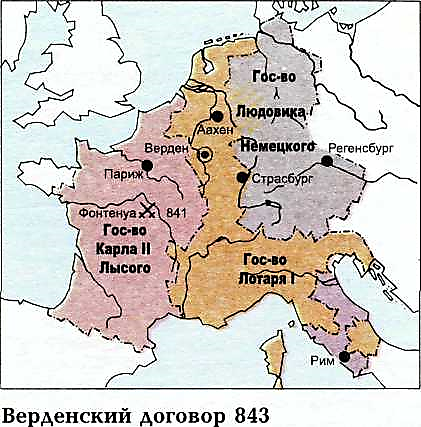 Гос-во
Людовика
Немецкого
Аахен
Верден
Регенсбург
Париж
Страсбург
Фонтенуа 841
Гос-во
Карла II
Лысого
Гос-во
Лотаря I
Рим
Верденский договор 843